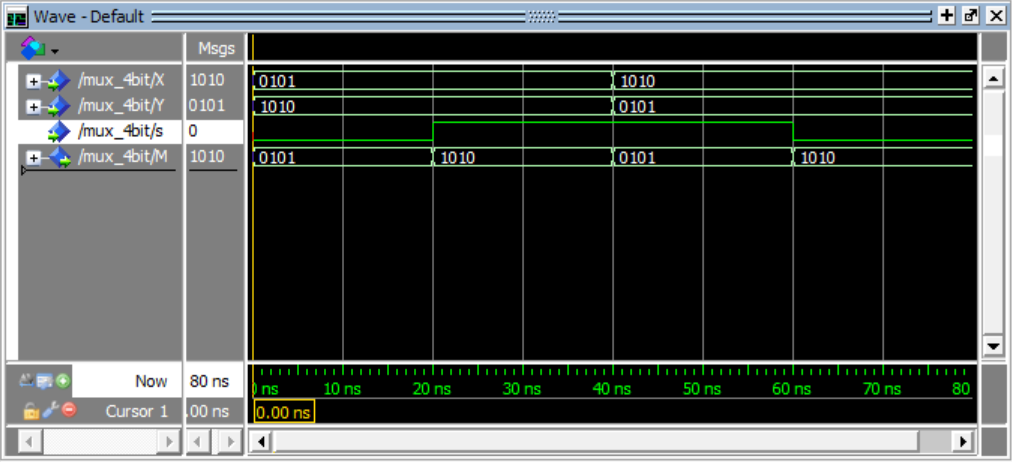 Wave - Default
Msgs
/mux_4bit/X 1010 0101 1010
/mux_4bit/Y 0101 1010 0101
/mux_4bit/s 0
/mux_4bit/M 1010 0101 1010 0101 1010
Now 80 ns ns 10 ns 20 ns 30 ns 40 ns 50 ns 60 ns 70 ns 80
Cursor 1 .00 ns 0.00 ns